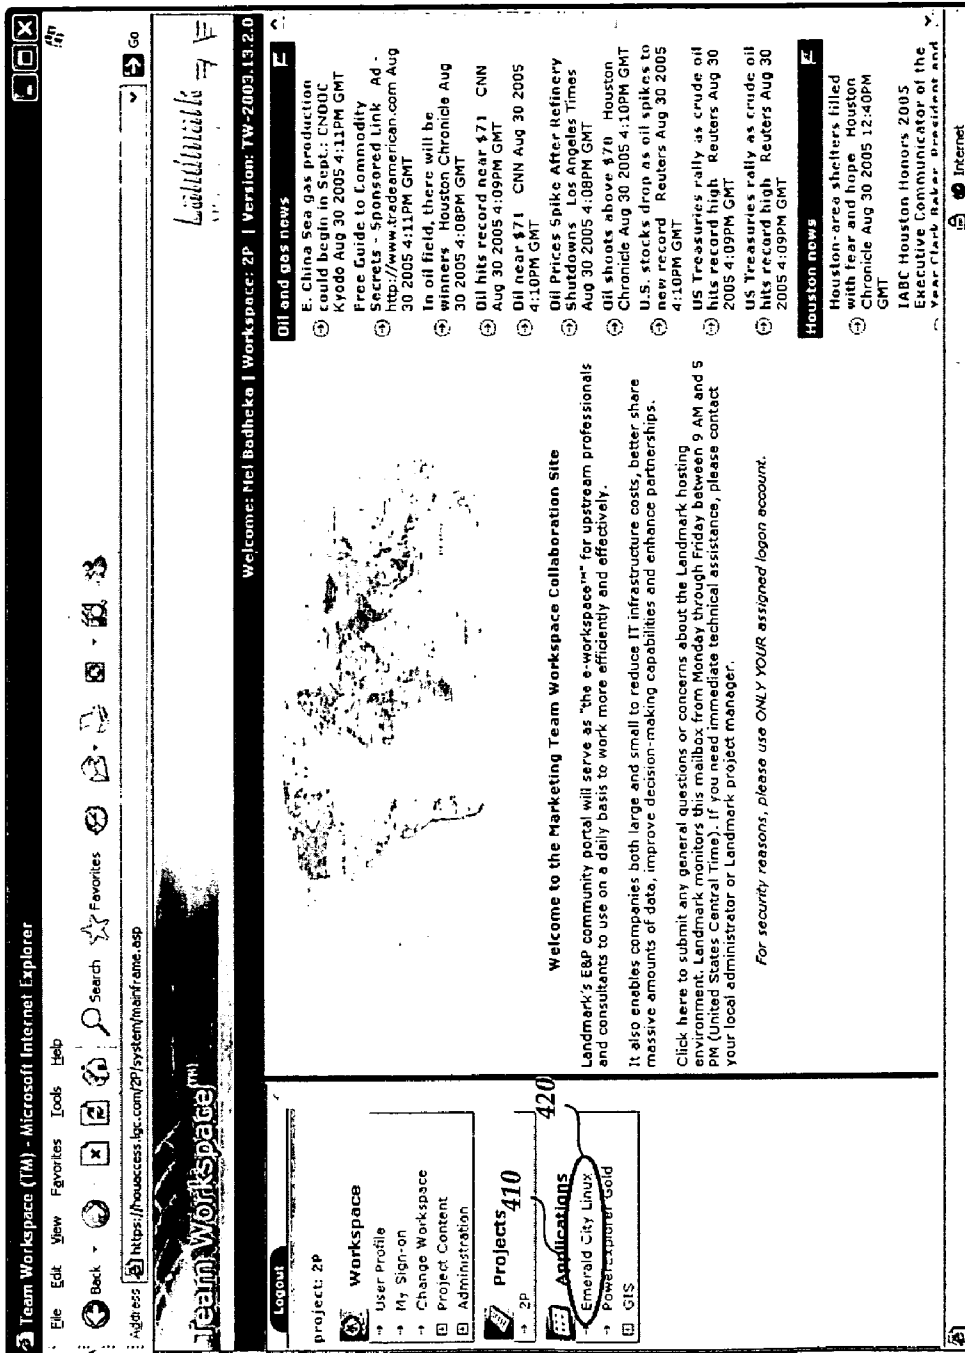 Team Workspace (TM) - Microsoft Internet Explorer
File Edit View Favorites Tools Help
Back Search Favorites
Address https://houaccess.lgc.com/2P/system/mainframe.asp Go
Team Workspace(TM)
Welcome: Mel Badheka | Workspace: 2P | Version: TW-2003.13.2.0
Logout
project: 2P
Workspace
User Profile
My Sign-on
Change Workspace
Project Content
Administration
Projects
410
2P
Applications
420
Emerald City Linux
PowerExplorer Gold
GIS
Welcome to the Marketing Team Workspace Collaboration Site
Landmark's E&P community portal will serve as "the e-workspace™" for upstream professionals
and consultants to use on a daily basis to work more efficiently and effectively.
It also enables companies both large and small to reduce IT infrastructure costs, better share
massive amounts of data, improve decision-making capabilities and enhance partnerships.
Click here to submit any general questions or concerns about the Landmark hosting
environment. Landmark monitors this mailbox from Monday through Friday between 9 AM and 5
PM (United States Central Time). If you need immediate technical assistance, please contact
your local administrator or Landmark project manager.
For security reasons, please use ONLY YOUR assigned logon account.
Oil and gas news
E. China Sea gas production
could begin in Sept.: CNOOC
Kyodo Aug 30 2005 4:11PM GMT
Free Guide to Commodity
Secrets - Sponsored Link Ad -
http://www.tradeamerican.com Aug
30 2005 4:11PM GMT
In oil field, there will be
winners Houston Chronicle Aug
30 2005 4:08PM GMT
Oil hits record near $71 CNN
Aug 30 2005 4:09PM GMT
Oil near $71 CNN Aug 30 2005
4:10PM GMT
Oil Prices Spike After Refinery
Shutdowns Los Angeles Times
Aug 30 2005 4:08PM GMT
Oil shoots above $70 Houston
Chronicle Aug 30 2005 4:10PM GMT
U.S. stocks drop as oil spikes to
new record Reuters Aug 30 2005
4:10PM GMT
US Treasuries rally as crude oil
hits record high Reuters Aug 30
2005 4:09PM GMT
US Treasuries rally as crude oil
hits record high Reuters Aug 30
2005 4:09PM GMT
Houston news
Houston-area shelters filled
with fear and hope Houston
Chronicle Aug 30 2005 12:40PM
GMT
IABC Houston Honors 2005
Executive Communicator of the
Year Clark Baker President and
Internet